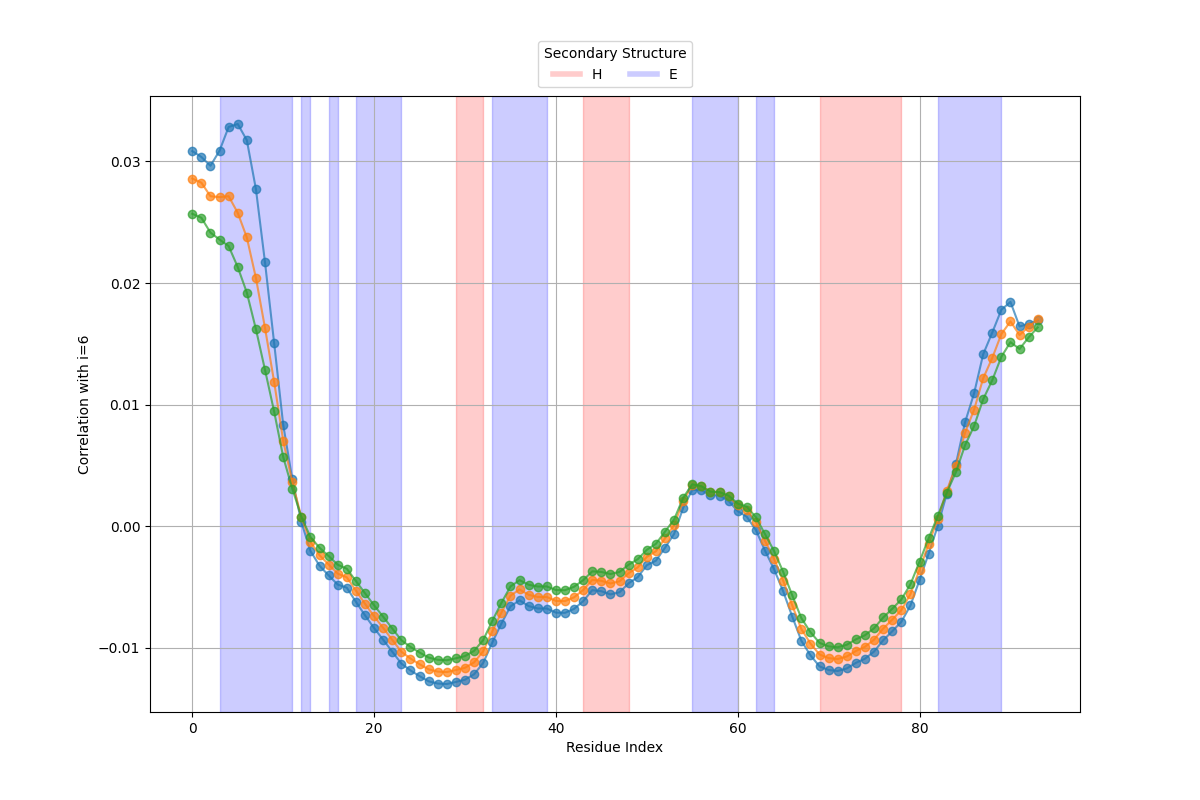 Secondary Structure
H E
0.03
0.02
0.01
0.00
−0.01
Correlation with i=6
0 20 40 60 80
Residue Index